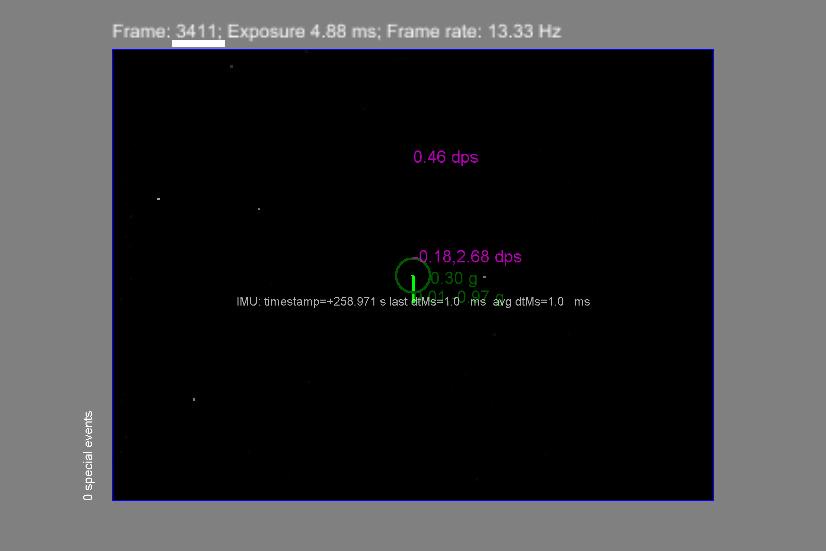 Frame: 3411; Exposure 4.88 ms; Frame rate: 13.33 Hz
0.46 dps
-0.18,2.68 dps
0.30 g
0.97 g
IMU: timestamp=+258.971 s last dtMs=1.0 ms avg dtMs=1.0 ms
0 special events